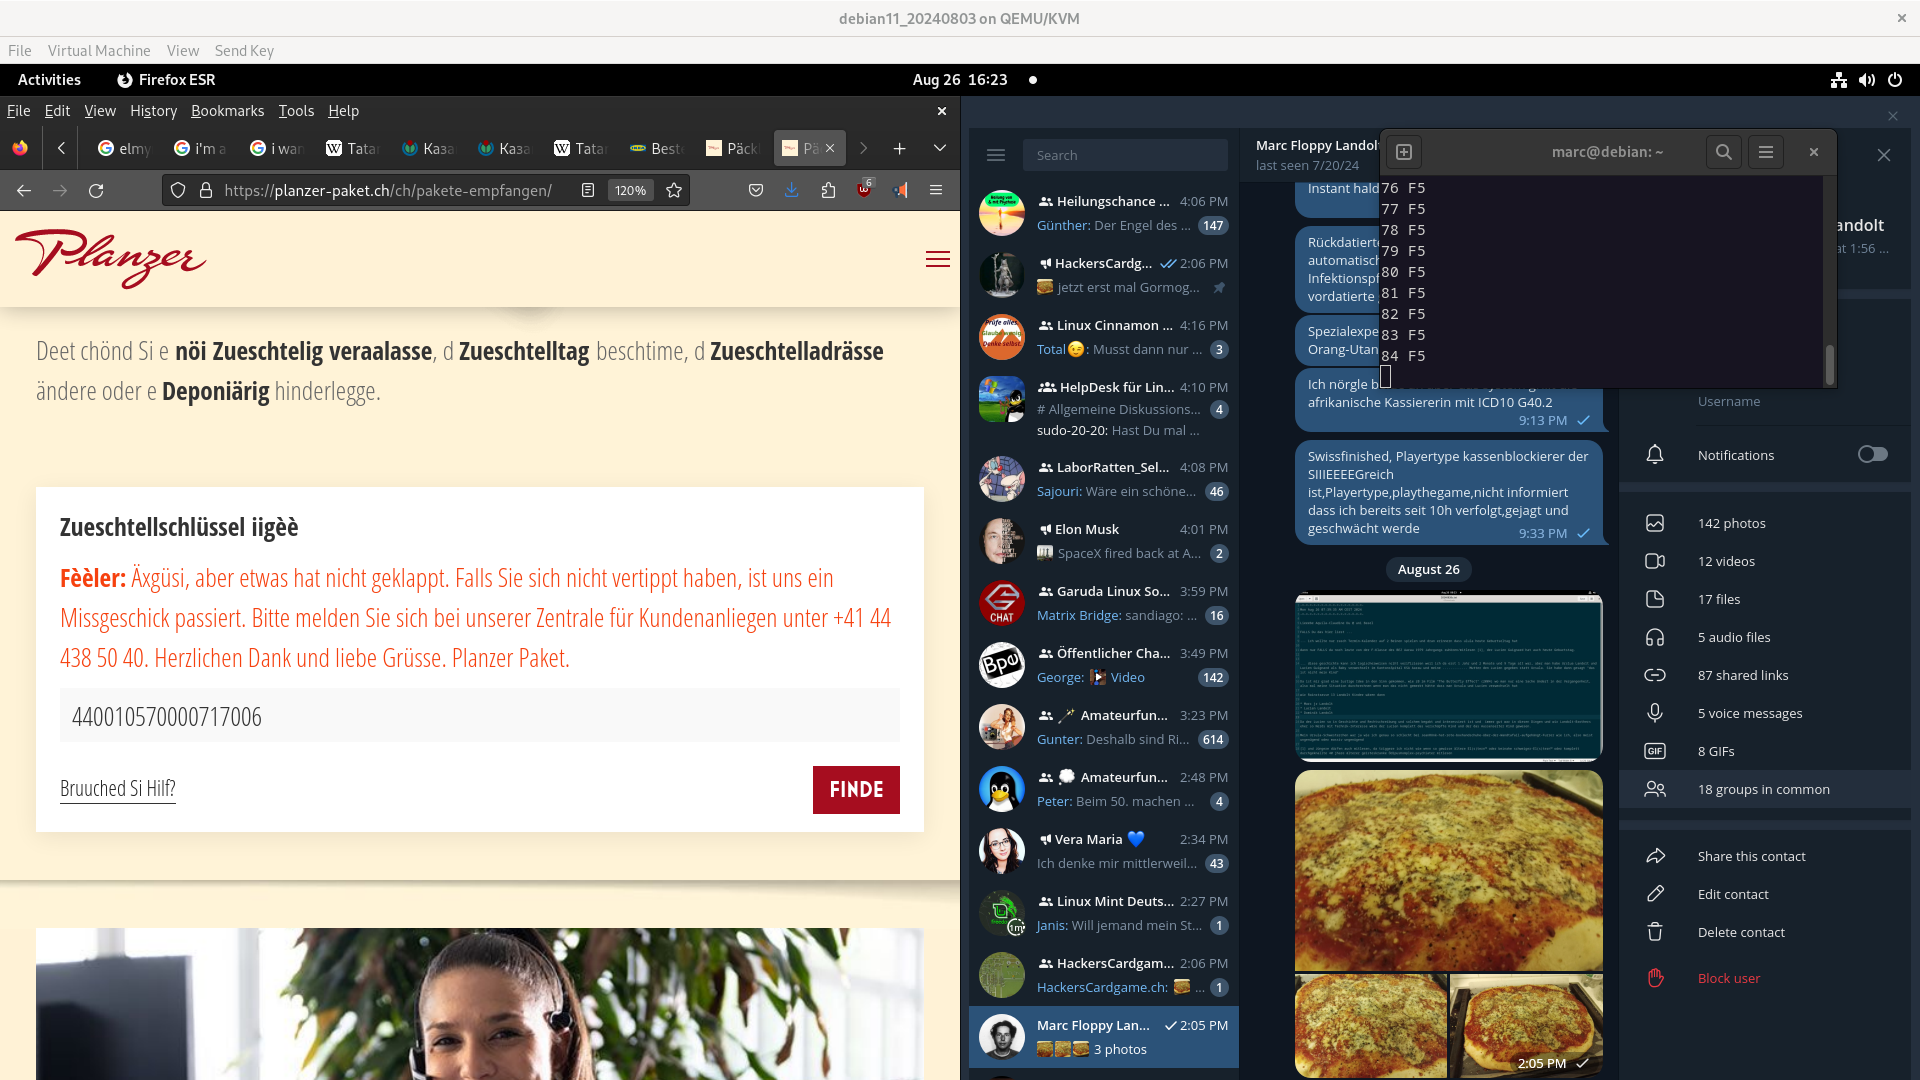 debian11_20240803 on QEMU/KVM
File Virtual Machine View Send Key
Activities Firefox ESR Aug 26 16:23
File Edit View History Bookmarks Tools Help
elmy i'm a i wan Tatar Каза Каза Tatar Beste Päck Pä
https://planzer-paket.ch/ch/pakete-empfangen/ 120% 6
Planzer
Deet chönd Si e nöi Zueschtelig veraalasse, d Zueschtelltag beschtime, d Zueschtelladrässe
ändere oder e Deponiärig hinderlegge.
Zueschtellschlüssel iigèè
Fèèler: Äxgüsi, aber etwas hat nicht geklappt. Falls Sie sich nicht vertippt haben, ist uns ein
Missgeschick passiert. Bitte melden Sie sich bei unserer Zentrale für Kundenanliegen unter +41 44
438 50 40. Herzlichen Dank und liebe Grüsse. Planzer Paket.
440010570000717006
Bruuched Si Hilf?
FINDE
Search
Heilungschance ... 4:06 PM
Günther: Der Engel des ... 147
HackersCardg... 2:06 PM
jetzt erst mal Gormog...
Linux Cinnamon ... 4:16 PM
Total😉: Musst dann nur ... 3
HelpDesk für Lin... 4:10 PM
# Allgemeine Diskussions... 4
sudo-20-20: Hast Du mal ...
LaborRatten_Sel... 4:08 PM
Sajouri: Wäre ein schöne... 46
Elon Musk 4:01 PM
SpaceX fired back at A... 2
Garuda Linux So... 3:59 PM
Matrix Bridge: sandiago: ... 16
CHAT
Öffentlicher Cha... 3:49 PM
George: Video 142
Bpe
Amateurfun... 3:23 PM
Gunter: Deshalb sind Ri... 614
Amateurfun... 2:48 PM
Peter: Beim 50. machen ... 4
Vera Maria 💙 2:34 PM
Ich denke mir mittlerweil... 43
Linux Mint Deuts... 2:27 PM
Janis: Will jemand mein St... 1
1m
HackersCardgam... 2:06 PM
HackersCardgame.ch: ... 1
Marc Floppy Lan... 2:05 PM
3 photos
Marc Floppy Landolt
last seen 7/20/24
Instant hald
Rückdatierte
automatisch
Infektionspf
vordatierte
Spezialexpe
Orang-Utan
Ich nörgle b
afrikanische Kassiererin mit ICD10 G40.2
9:13 PM
Swissfinished, Playertype kassenblockierer der
SIIIEEEEGreich
ist,Playertype,playthegame,nicht informiert
dass ich bereits seit 10h verfolgt,gejagt und
geschwächt werde
9:33 PM
August 26
2:05 PM
marc@debian: ~
76 F5
77 F5
78 F5
79 F5
80 F5
81 F5
82 F5
83 F5
84 F5
andolt
at 1:56 ...
Username
Notifications
142 photos
12 videos
17 files
5 audio files
87 shared links
5 voice messages
GIF 8 GIFs
18 groups in common
Share this contact
Edit contact
Delete contact
Block user